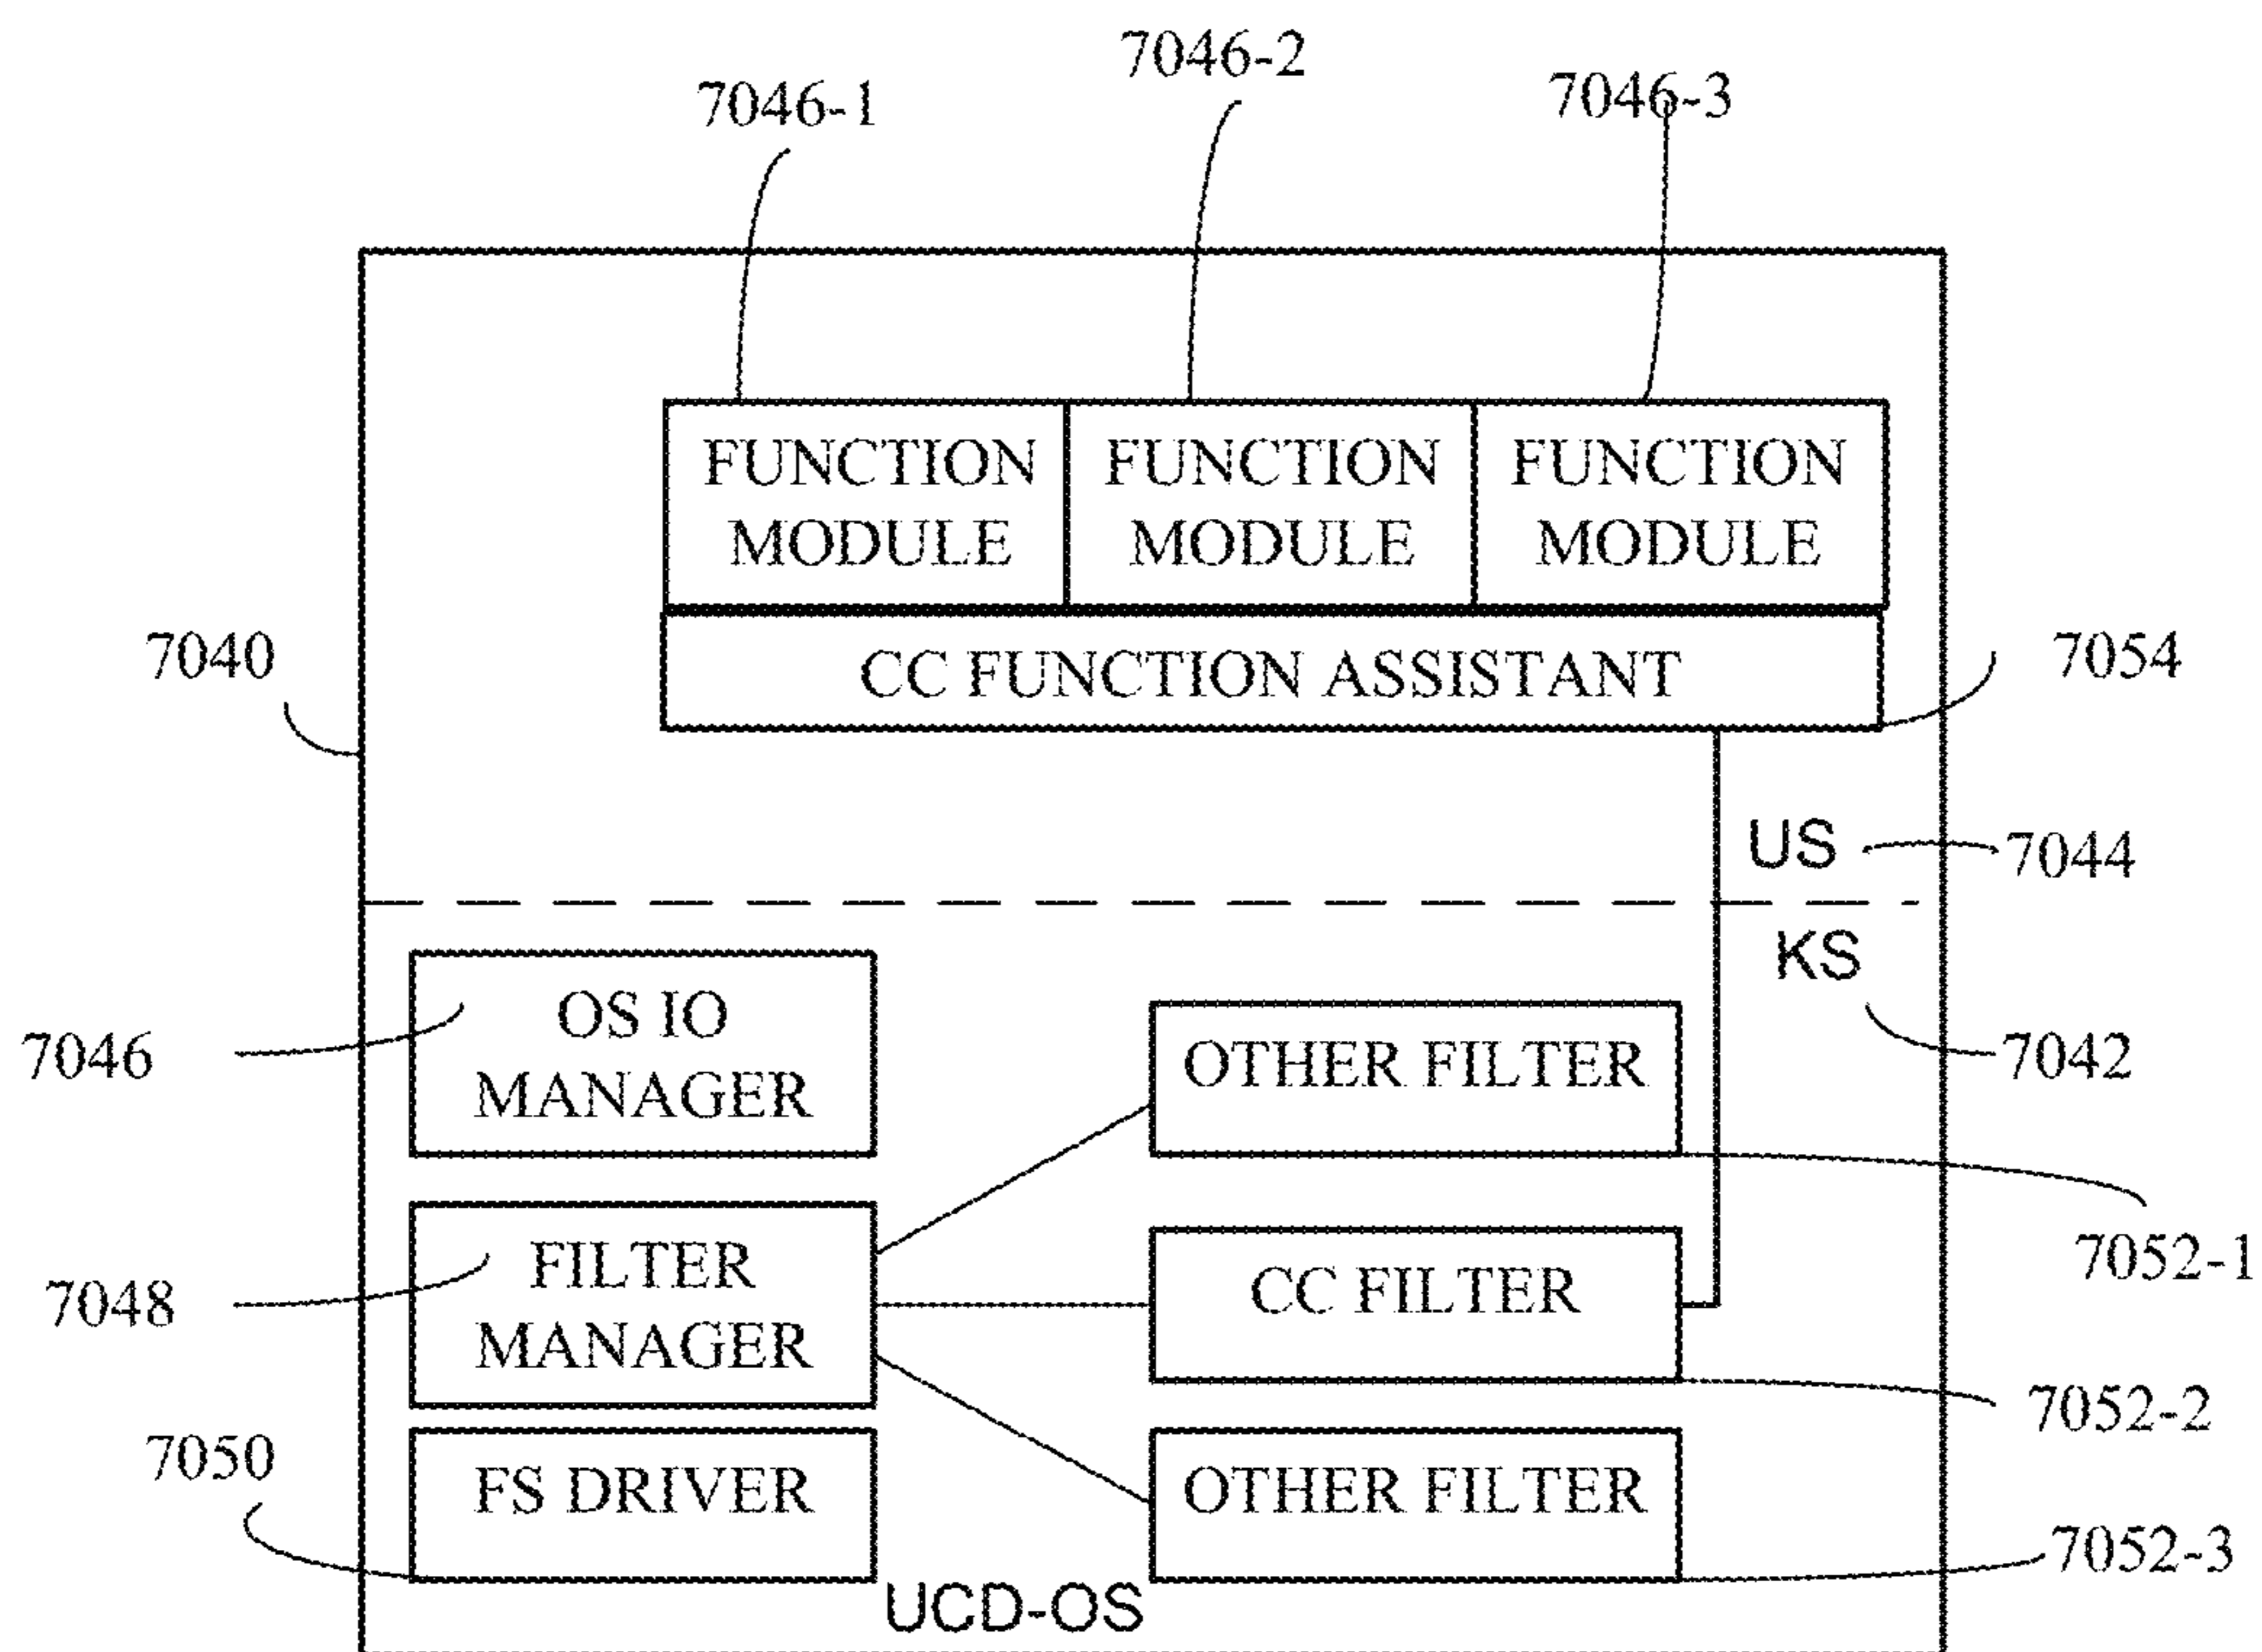 7046-1
7046-2
7046-3
FUNCTION
MODULE
FUNCTION
MODULE
FUNCTION
MODULE
7040
CC FUNCTION ASSISTANT
7054
US
7044
KS
7042
7046
OS IO
MANAGER
OTHER FILTER
7052-1
7048
FILTER
MANAGER
CC FILTER
7052-2
7050
FS DRIVER
OTHER FILTER
7052-3
UCD-OS